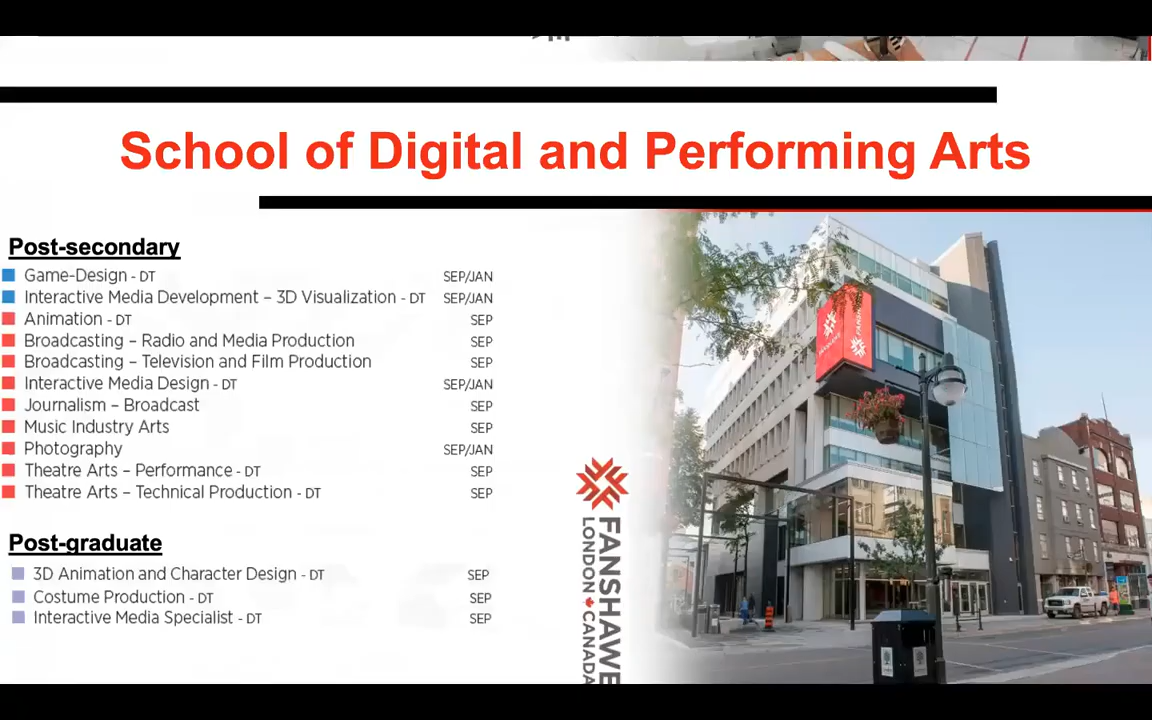 School of Digital and Performing Arts
Post-secondary
Game-Design - DT SEP/JAN
Interactive Media Development – 3D Visualization - DT SEP/JAN
Animation - DT SEP
Broadcasting – Radio and Media Production SEP
Broadcasting – Television and Film Production SEP
Interactive Media Design - DT SEP/JAN
Journalism – Broadcast SEP
Music Industry Arts SEP
Photography SEP/JAN
Theatre Arts – Performance - DT SEP
Theatre Arts – Technical Production - DT SEP
Post-graduate
3D Animation and Character Design - DT SEP
Costume Production - DT SEP
Interactive Media Specialist - DT SEP
FANSHAWE
LONDON CANADA